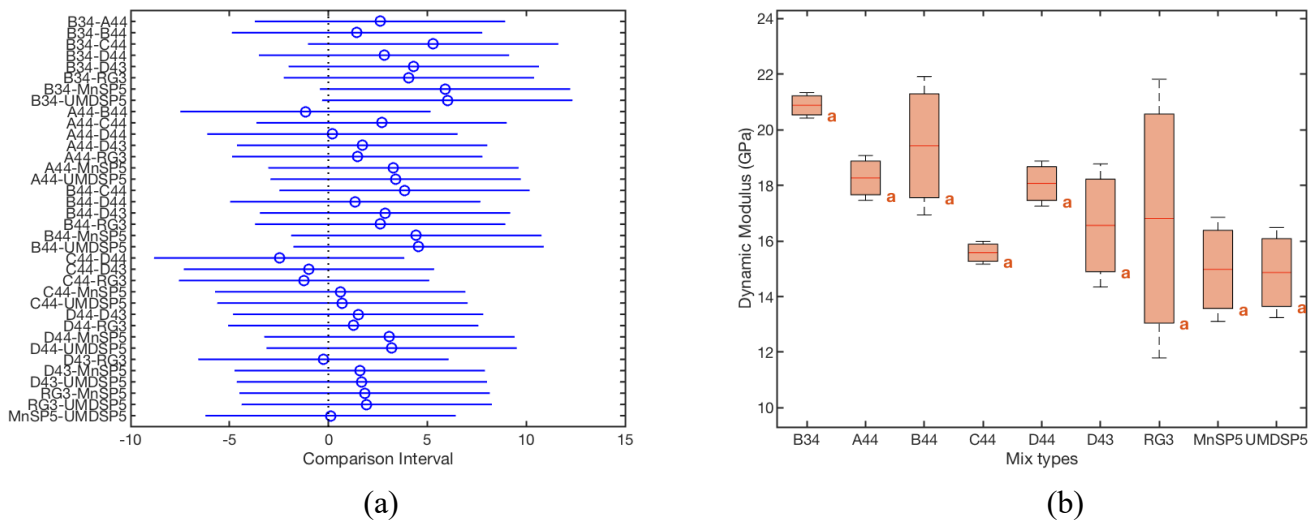 B34-A44
B34-B44
B34-C44
B34-D44
B34-D43
B34-RG3
B34-MnSP5
B34-UMDSP5
A44-B44
A44-C44
A44-D44
A44-D43
A44-RG3
A44-MnSP5
A44-UMDSP5
B44-C44
B44-D44
B44-D43
B44-RG3
B44-MnSP5
B44-UMDSP5
C44-D44
C44-D43
C44-RG3
C44-MnSP5
C44-UMDSP5
D44-D43
D44-RG3
D44-MnSP5
D44-UMDSP5
D43-RG3
D43-MnSP5
D43-UMDSP5
RG3-MnSP5
RG3-UMDSP5
MnSP5-UMDSP5
-10 -5 0 5 10 15
Comparison Interval
(a)
Dynamic Modulus (GPa)
24
22
20
18
16
14
12
10
a a a a a a a a a
B34 A44 B44 C44 D44 D43 RG3 MnSP5 UMDSP5
Mix types
(b)